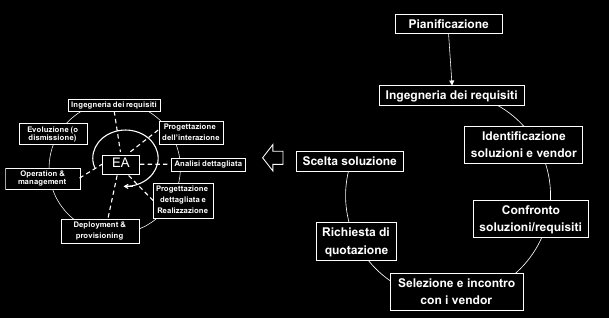 Pianificazione
Ingegneria dei requisiti
Identificazione
soluzioni e vendor
Confronto
soluzioni/requisiti
Selezione e incontro
con i vendor
Richiesta di
quotazione
Scelta soluzione
Ingegneria dei requisiti
Progettazione
dell'interazione
Analisi dettagliata
Progettazione
dettagliata e
Realizzazione
Deployment &
provisioning
Operation &
management
Evoluzione (o
dismissione)
EA